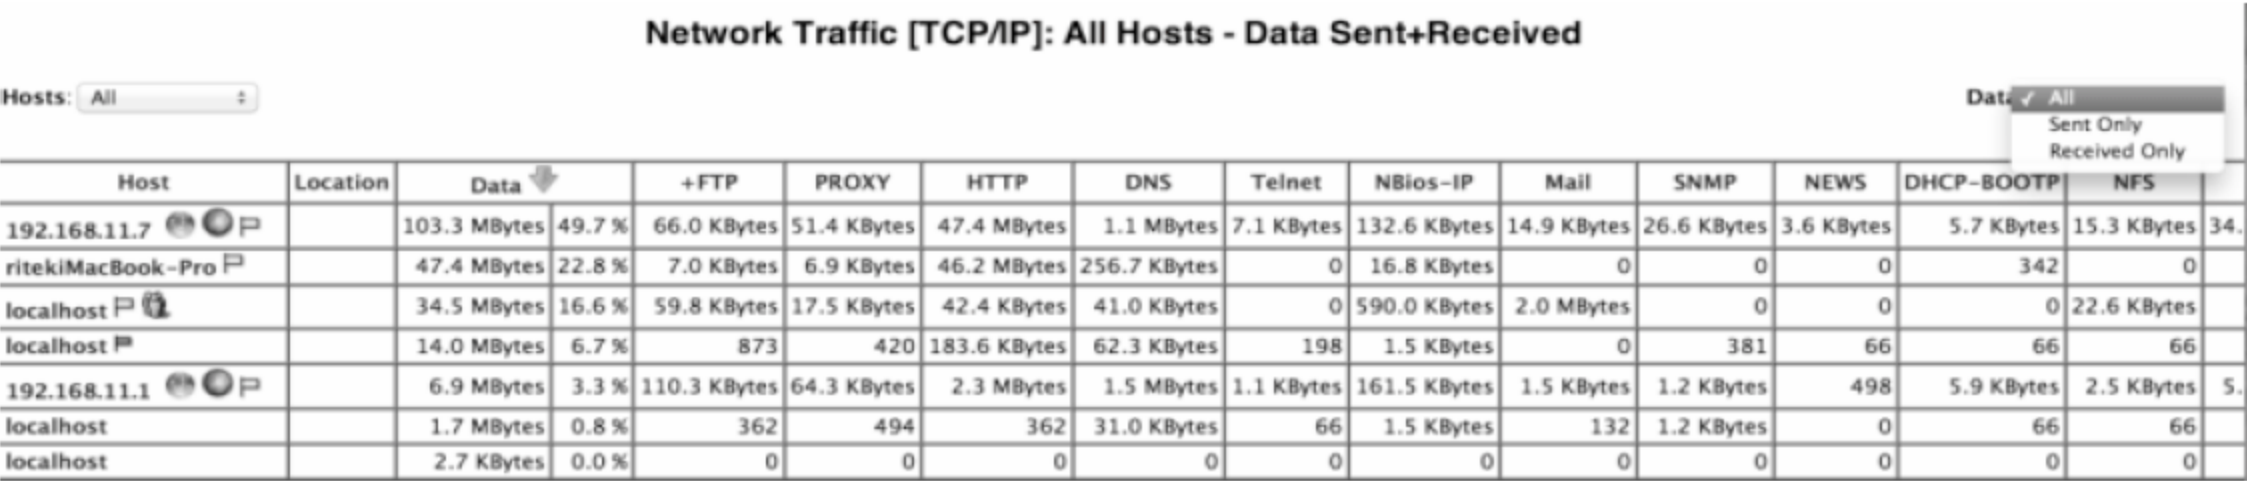 Network Traffic [TCP/IP]: All Hosts - Data Sent+Received
Hosts: All
Data ✓ All
Sent Only
Received Only
Host Location Data +FTP PROXY HTTP DNS Telnet NBios-IP Mail SNMP NEWS DHCP-BOOTP NFS
192.168.11.7 103.3 MBytes 49.7 % 66.0 KBytes 51.4 KBytes 47.4 MBytes 1.1 MBytes 7.1 KBytes 132.6 KBytes 14.9 KBytes 26.6 KBytes 3.6 KBytes 5.7 KBytes 15.3 KBytes 34.
ritekiMacBook-Pro 47.4 MBytes 22.8 % 7.0 KBytes 6.9 KBytes 46.2 MBytes 256.7 KBytes 0 16.8 KBytes 0 0 0 342 0
localhost 34.5 MBytes 16.6 % 59.8 KBytes 17.5 KBytes 42.4 KBytes 41.0 KBytes 0 590.0 KBytes 2.0 MBytes 0 0 0 22.6 KBytes
localhost 14.0 MBytes 6.7 % 873 420 183.6 KBytes 62.3 KBytes 198 1.5 KBytes 0 381 66 66 66
192.168.11.1 6.9 MBytes 3.3 % 110.3 KBytes 64.3 KBytes 2.3 MBytes 1.5 MBytes 1.1 KBytes 161.5 KBytes 1.5 KBytes 1.2 KBytes 498 5.9 KBytes 2.5 KBytes 5.
localhost 1.7 MBytes 0.8 % 362 494 362 31.0 KBytes 66 1.5 KBytes 132 1.2 KBytes 0 66 66
localhost 2.7 KBytes 0.0 % 0 0 0 0 0 0 0 0 0 0 0